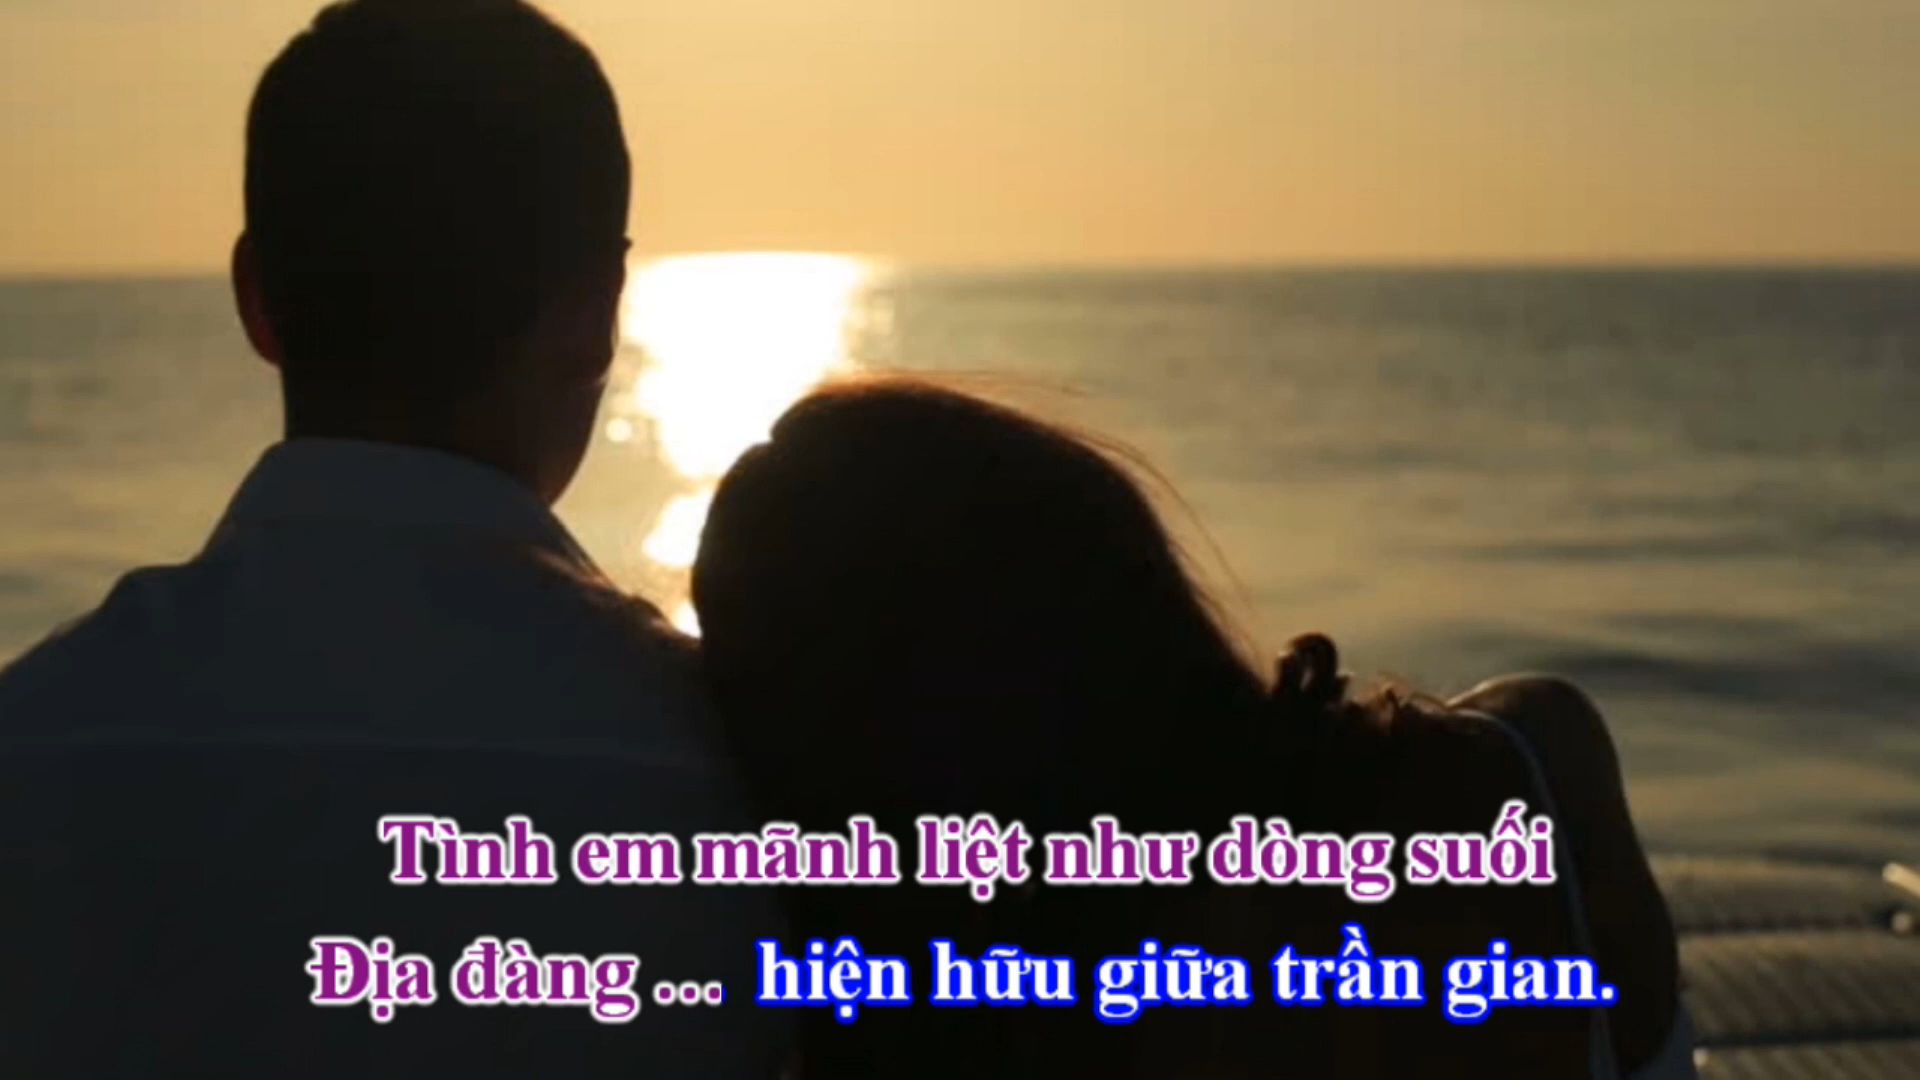 Tình em mãnh liệt như dòng suối
Địa đàng ... hiện hữu giữa trần gian.